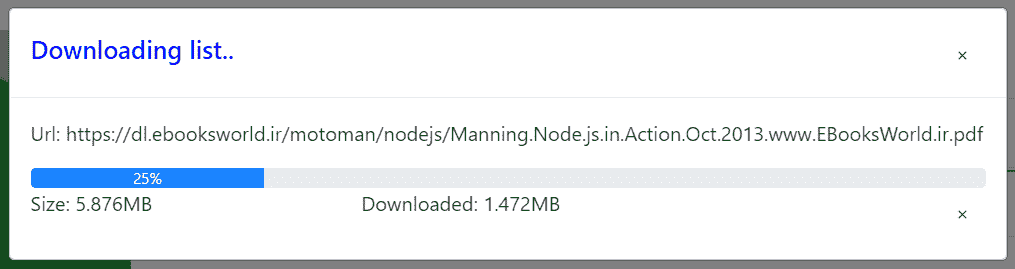 Downloading list..
×
Url: https://dl.ebooksworld.ir/motoman/nodejs/Manning.Node.js.in.Action.Oct.2013.www.EBooksWorld.ir.pdf
25%
Size: 5.876MB Downloaded: 1.472MB
×